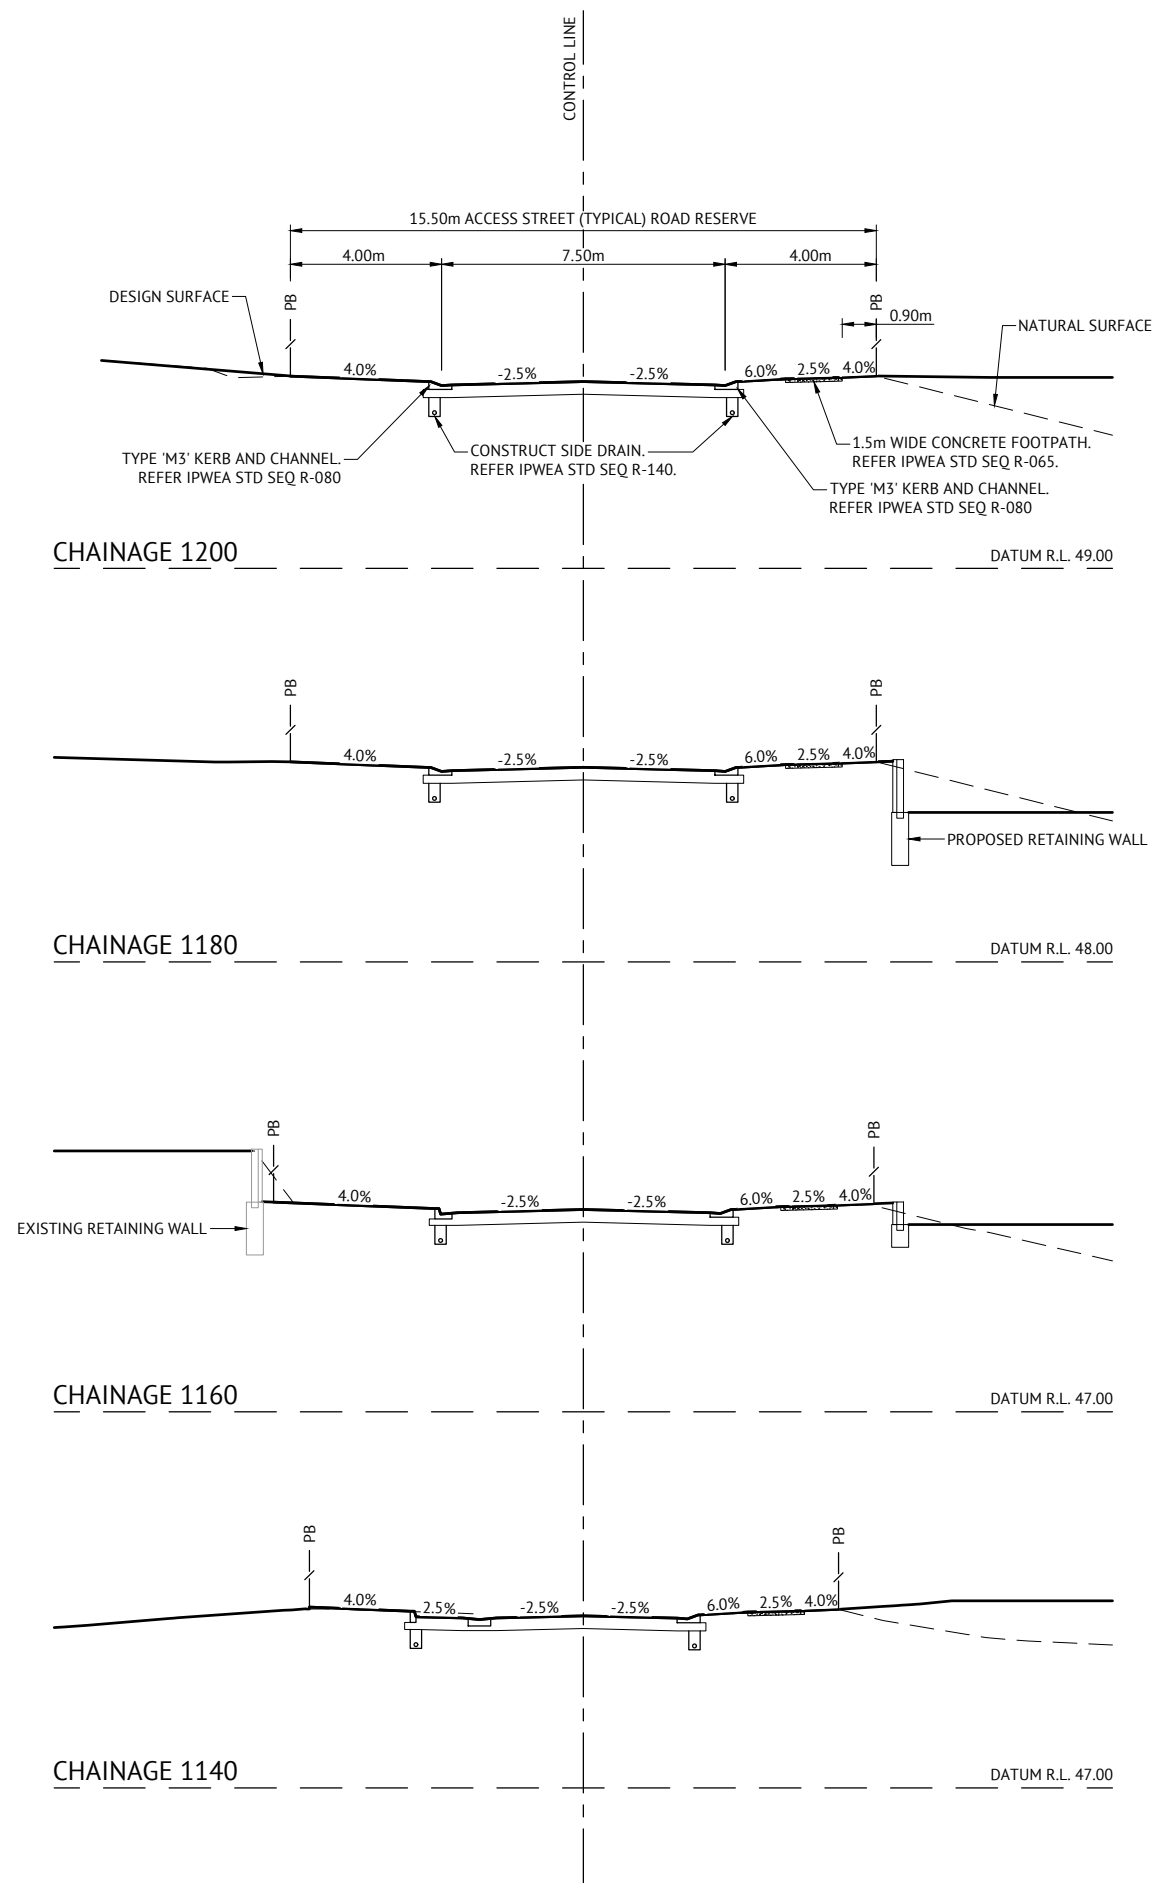 CONTROL LINE
15.50m ACCESS STREET (TYPICAL) ROAD RESERVE
4.00m
7.50m
4.00m
DESIGN SURFACE
PB
PB
0.90m
NATURAL SURFACE
4.0%
-2.5%
-2.5%
6.0%
2.5%
4.0%
TYPE 'M3' KERB AND CHANNEL.
REFER IPWEA STD SEQ R-080
CONSTRUCT SIDE DRAIN.
REFER IPWEA STD SEQ R-140.
1.5m WIDE CONCRETE FOOTPATH.
REFER IPWEA STD SEQ R-065.
TYPE 'M3' KERB AND CHANNEL.
REFER IPWEA STD SEQ R-080
CHAINAGE 1200
DATUM R.L. 49.00
PB
PB
4.0%
-2.5%
-2.5%
6.0%
2.5%
4.0%
PROPOSED RETAINING WALL
CHAINAGE 1180
DATUM R.L. 48.00
PB
PB
4.0%
-2.5%
-2.5%
6.0%
2.5%
4.0%
EXISTING RETAINING WALL
CHAINAGE 1160
DATUM R.L. 47.00
PB
PB
4.0%
2.5%
-2.5%
-2.5%
6.0%
2.5%
4.0%
CHAINAGE 1140
DATUM R.L. 47.00